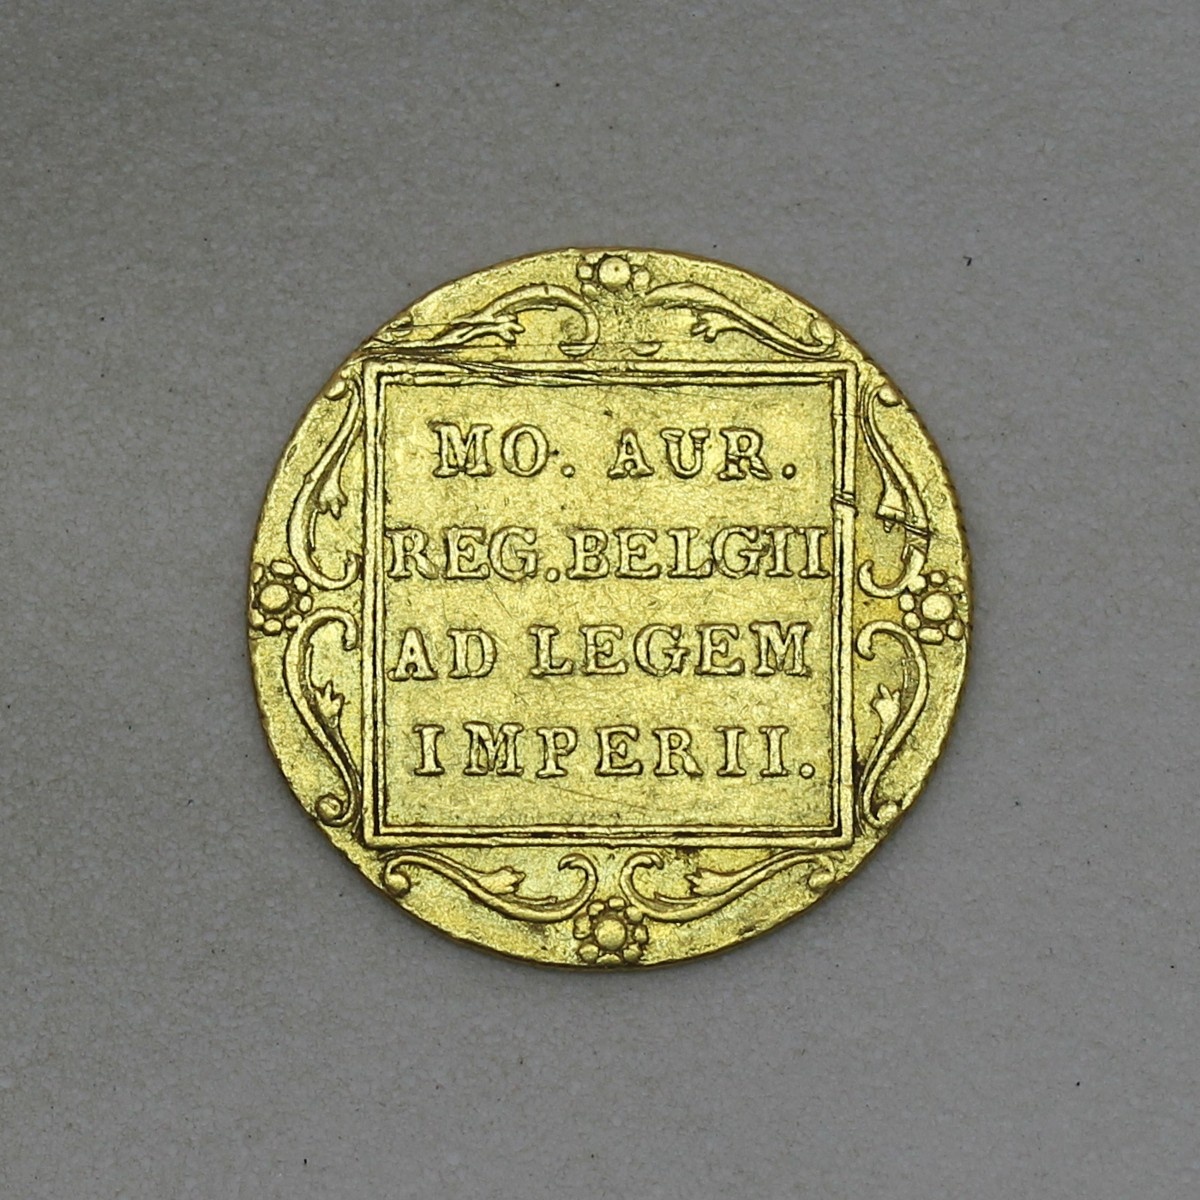 MO. AUR.
REG.BELGII
AD LEGEM
IMPERII.